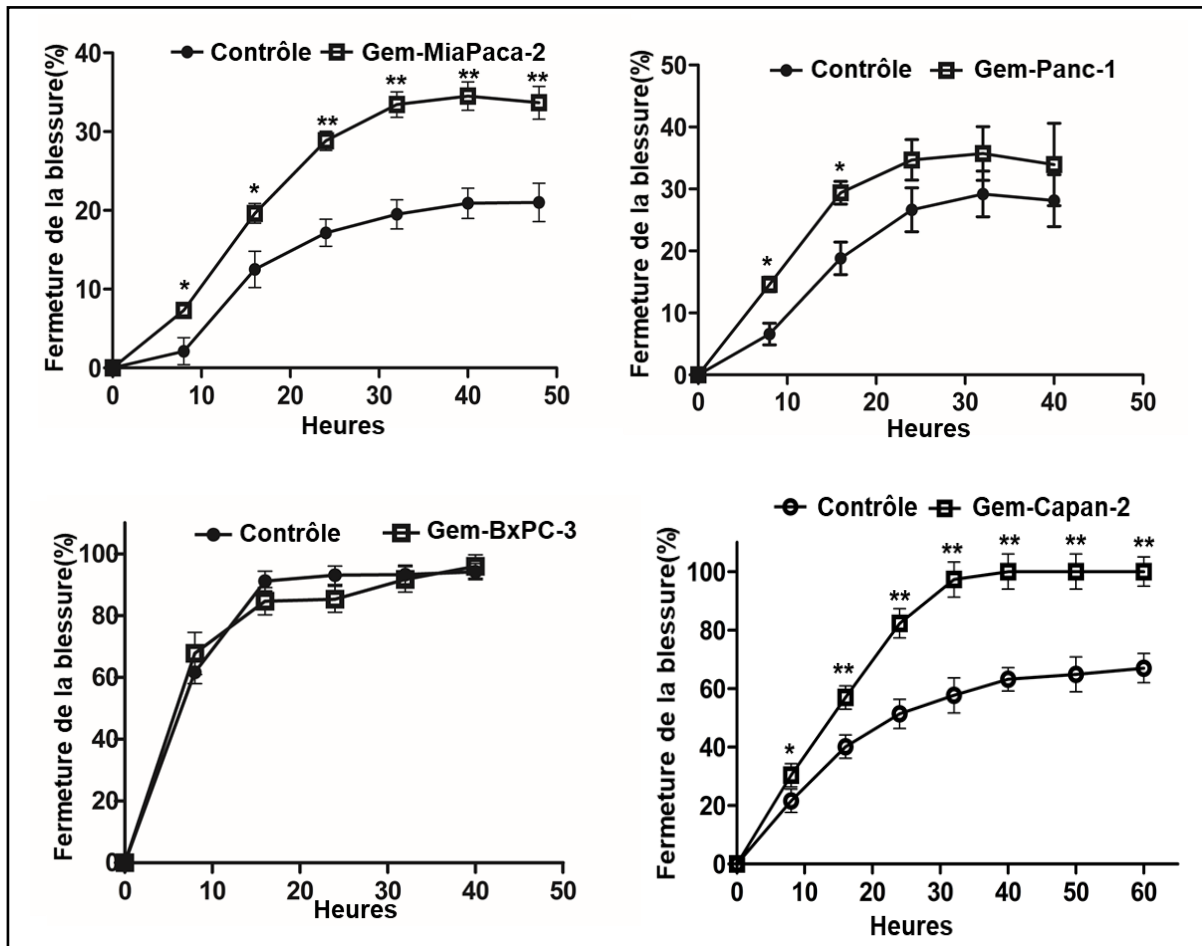 Contrôle Gem-MiaPaca-2
Fermeture de la blessure(%)
40
30
20
10
0
* * ** ** ** **
0 10 20 30 40 50
Heures
Contrôle Gem-Panc-1
Fermeture de la blessure(%)
50
40
30
20
10
0
* *
0 10 20 30 40 50
Heures
Contrôle Gem-BxPC-3
Fermeture de la blessure(%)
100
80
60
40
20
0
0 10 20 30 40 50
Heures
Contrôle Gem-Capan-2
Fermeture de la blessure(%)
100
80
60
40
20
0
* ** ** ** ** ** **
0 10 20 30 40 50 60
Heures